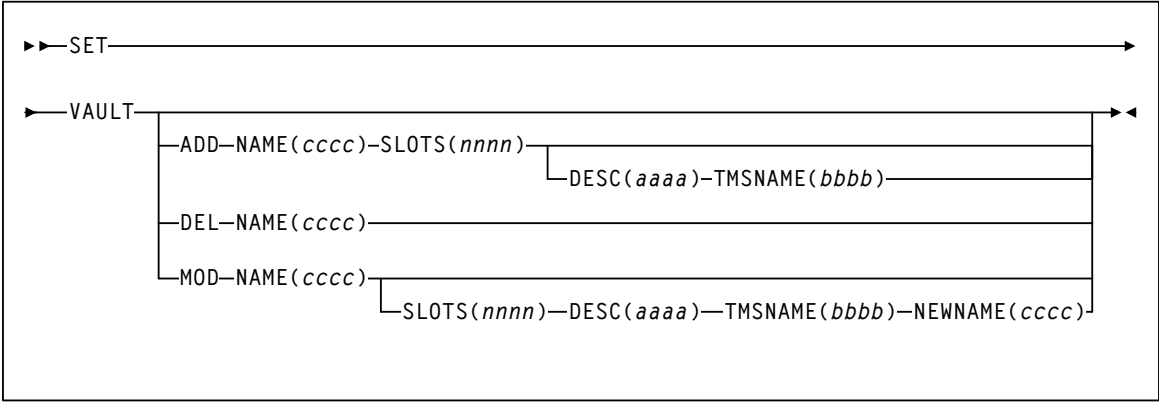 SET
VAULT
ADD NAME(cccc) SLOTS(nnnn)
DESC(aaaa) TMSNAME(bbbb)
DEL NAME(cccc)
MOD NAME(cccc)
SLOTS(nnnn) DESC(aaaa) TMSNAME(bbbb) NEWNAME(cccc)